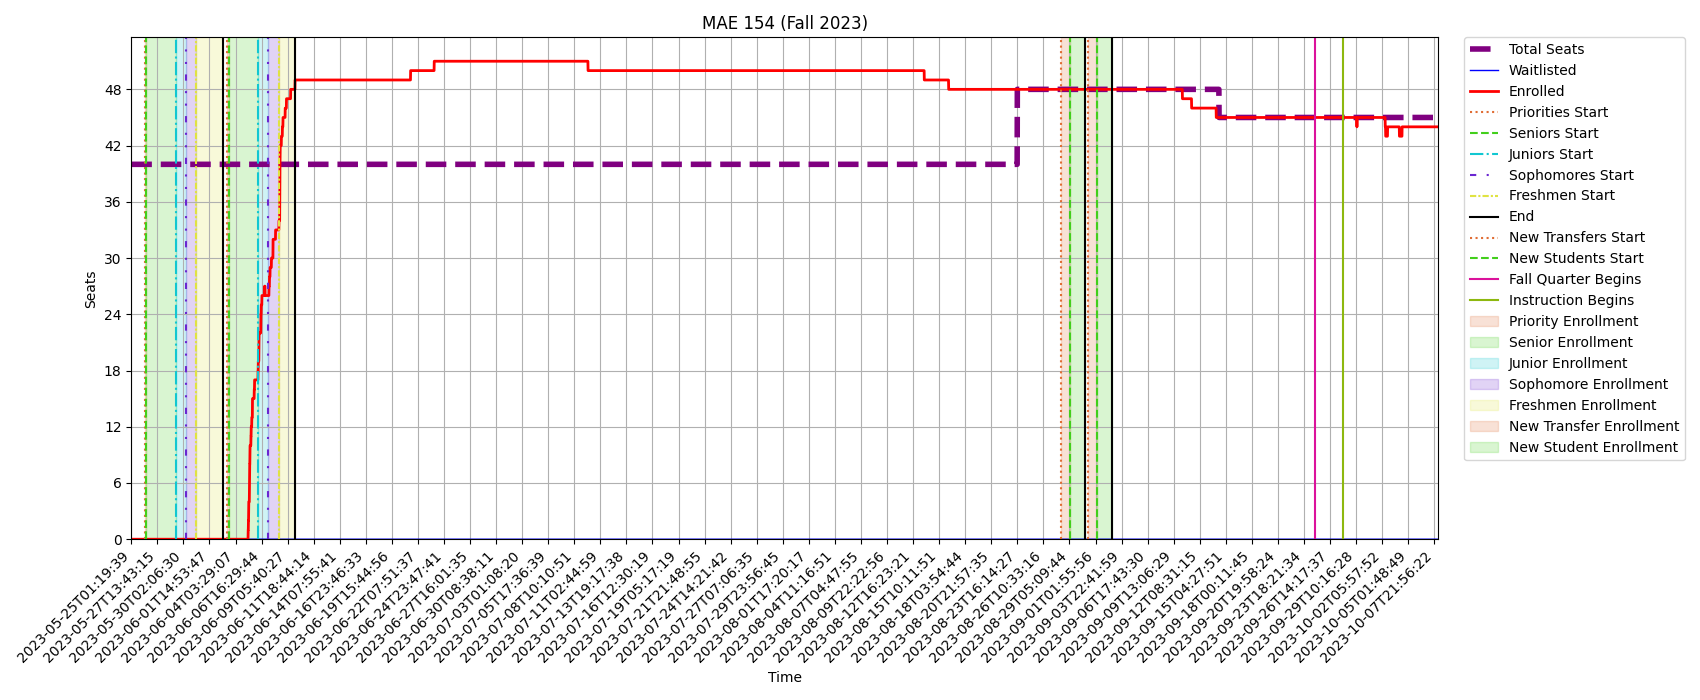 MAE 154 (Fall 2023)
Seats
48
42
36
30
24
18
12
6
0
2023-05-25T01:19:39
2023-05-27T13:43:15
2023-05-30T02:06:30
2023-06-01T14:53:47
2023-06-04T03:29:07
2023-06-06T16:29:44
2023-06-09T05:40:27
2023-06-11T18:44:14
2023-06-14T07:55:41
2023-06-16T23:46:33
2023-06-19T15:44:56
2023-06-22T07:51:37
2023-06-24T23:47:41
2023-06-27T16:01:35
2023-06-30T08:38:11
2023-07-03T01:08:20
2023-07-05T17:36:39
2023-07-08T10:10:51
2023-07-11T02:44:59
2023-07-13T19:17:38
2023-07-16T12:30:19
2023-07-19T05:17:19
2023-07-21T21:48:55
2023-07-24T14:21:42
2023-07-27T07:06:35
2023-07-29T23:56:45
2023-08-01T17:20:17
2023-08-04T11:16:51
2023-08-07T04:47:55
2023-08-09T22:22:56
2023-08-12T16:23:21
2023-08-15T10:11:51
2023-08-18T03:54:44
2023-08-20T21:57:35
2023-08-23T16:14:27
2023-08-26T10:33:16
2023-08-29T05:09:44
2023-09-01T01:55:56
2023-09-03T22:41:59
2023-09-06T17:43:30
2023-09-09T13:06:29
2023-09-12T08:31:15
2023-09-15T04:27:51
2023-09-18T00:11:45
2023-09-20T19:58:24
2023-09-23T18:21:34
2023-09-26T14:17:37
2023-09-29T10:16:28
2023-10-02T05:57:52
2023-10-05T01:48:49
2023-10-07T21:56:22
Time
Total Seats
Waitlisted
Enrolled
Priorities Start
Seniors Start
Juniors Start
Sophomores Start
Freshmen Start
End
New Transfers Start
New Students Start
Fall Quarter Begins
Instruction Begins
Priority Enrollment
Senior Enrollment
Junior Enrollment
Sophomore Enrollment
Freshmen Enrollment
New Transfer Enrollment
New Student Enrollment